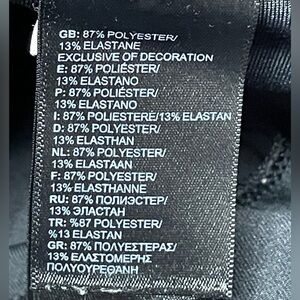 GB: 87% POLYESTER/
13% ELASTANE
EXCLUSIVE OF DECORATION
E: 87% POLIÉSTER/
13% ELASTANO
P: 87% POLIÉSTER/
13% ELASTANO
I: 87% POLIESTERE/13% ELASTAN
D: 87% POLYESTER/
13% ELASTHAN
NL: 87% POLYESTER/
13% ELASTAAN
F: 87% POLYESTER/
13% ELASTHANNE
RU: 87% ПОЛИЭСТЕР/
13% ЭЛАСТАН
TR: %87 POLYESTER/
%13 ELASTAN
GR: 87% ΠΟΛΥΕΣΤΕΡΑΣ/
13% ΕΛΑΣΤΟΜΕΡΗΣ
ΠΟΛΥΟΥΡΕΘΑΝΗ